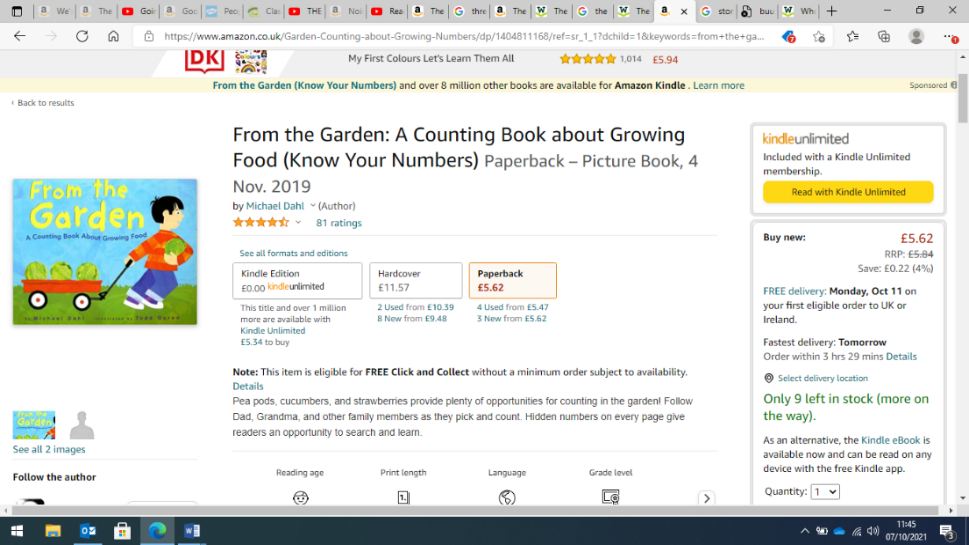 We
The
Goin
Goo
Peo
Clas
THE
Noi
Rea
The
thre
The
The
the
The
stor
buu
Who
https://www.amazon.co.uk/Garden-Counting-about-Growing-Numbers/dp/1404811168/ref=sr_1_1?dchild=1&keywords=from+the+ga...
DK
My First Colours Let's Learn Them All
1,014 £5.94
From the Garden (Know Your Numbers) and over 8 million other books are available for Amazon Kindle . Learn more
Sponsored
‹ Back to results
From the Garden: A Counting Book about Growing
Food (Know Your Numbers) Paperback – Picture Book, 4
Nov. 2019
by Michael Dahl (Author)
81 ratings
From the
Garden
A Counting Book About Growing Food
by Michael Dahl illustrated by Todd Ouren
See all formats and editions
Kindle Edition
£0.00 kindleunlimited
This title and over 1 million
more are available with
Kindle Unlimited
£5.34 to buy
Hardcover
£11.57
2 Used from £10.39
8 New from £9.48
Paperback
£5.62
4 Used from £5.47
3 New from £5.62
Note: This item is eligible for FREE Click and Collect without a minimum order subject to availability.
Details
Pea pods, cucumbers, and strawberries provide plenty of opportunities for counting in the garden! Follow
Dad, Grandma, and other family members as they pick and count. Hidden numbers on every page give
readers an opportunity to search and learn.
See all 2 images
Follow the author
Reading age
Print length
Language
Grade level
kindleunlimited
Included with a Kindle Unlimited
membership.
Read with Kindle Unlimited
Buy new: £5.62
RRP: £5.84
Save: £0.22 (4%)
FREE delivery: Monday, Oct 11 on
your first eligible order to UK or
Ireland.
Fastest delivery: Tomorrow
Order within 3 hrs 29 mins Details
Select delivery location
Only 9 left in stock (more on
the way).
As an alternative, the Kindle eBook is
available now and can be read on any
device with the free Kindle app.
Quantity: 1
11:45
07/10/2021
3